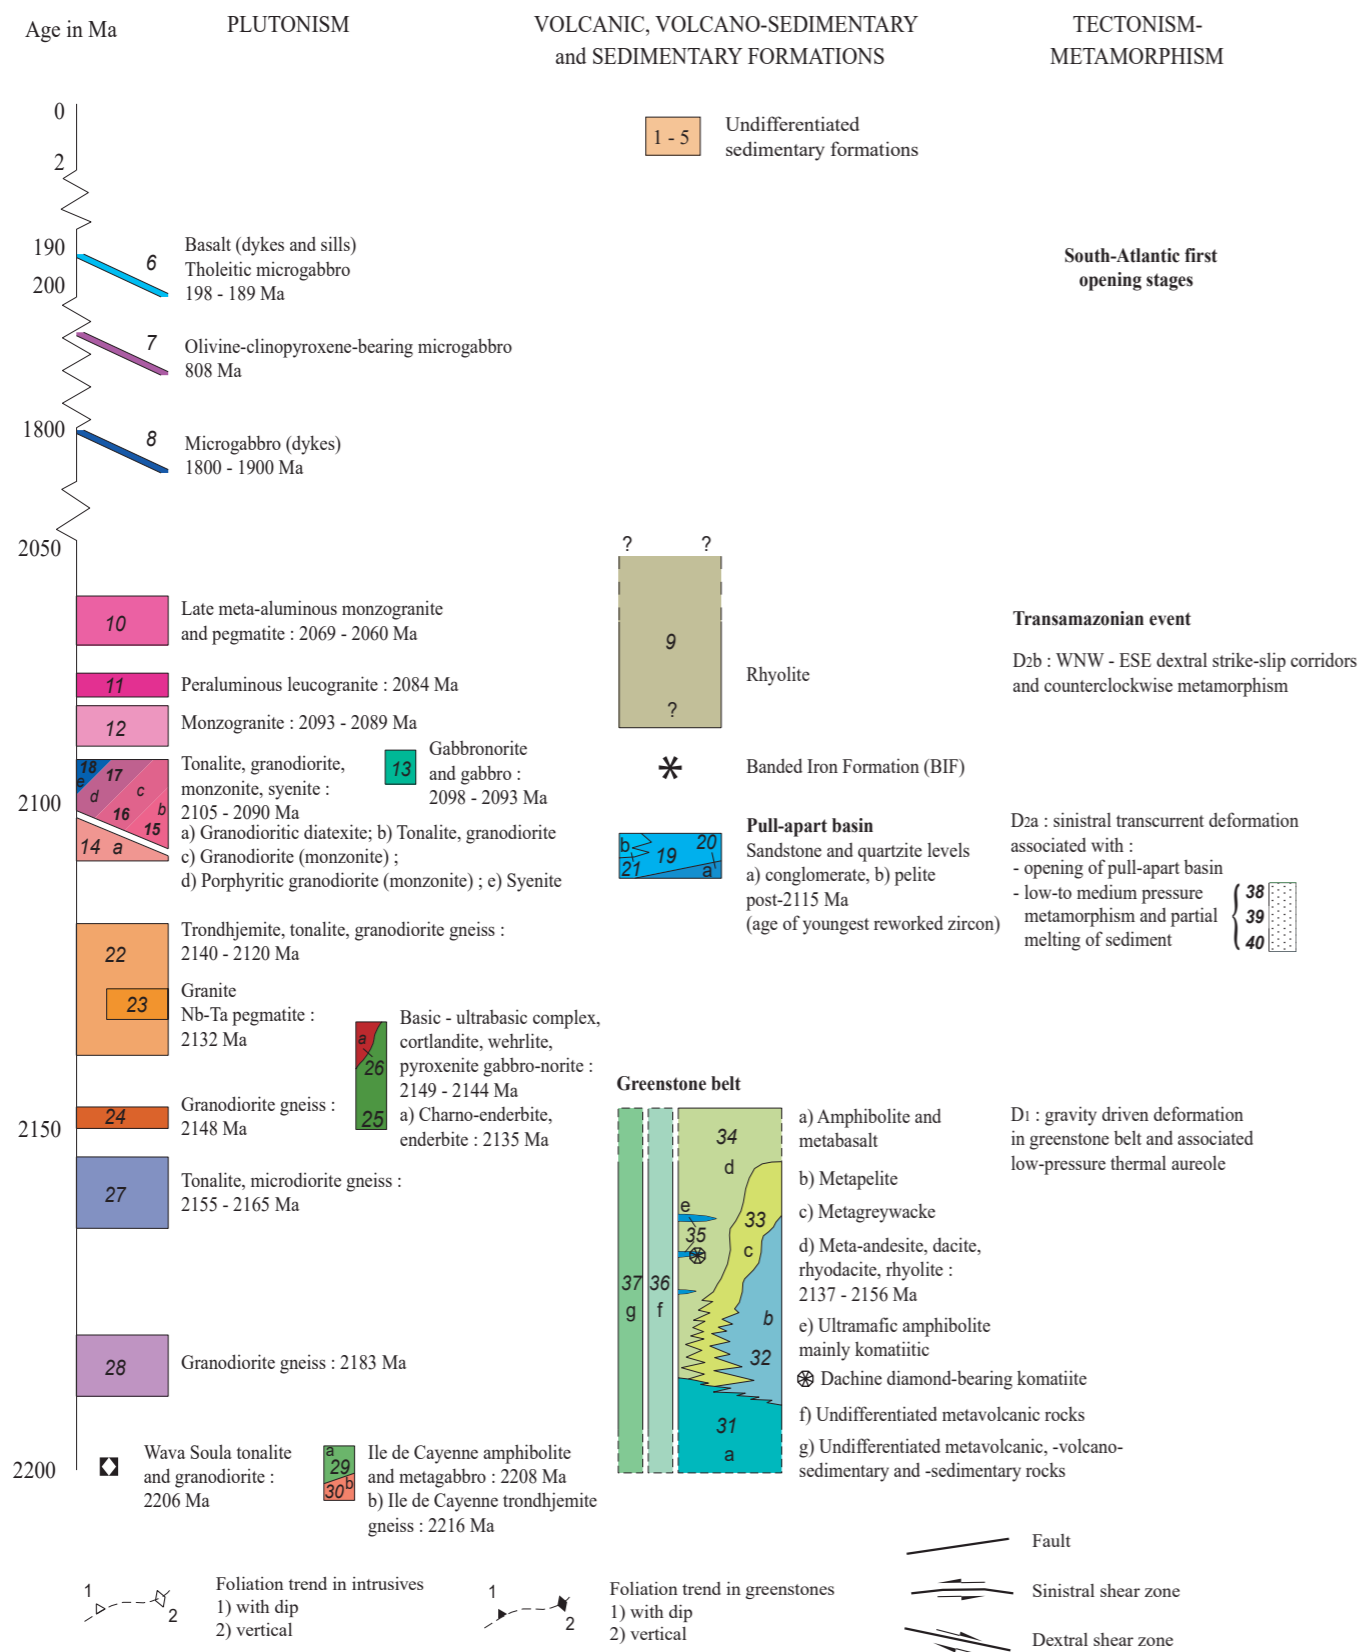 Age in Ma
PLUTONISM
VOLCANIC, VOLCANO-SEDIMENTARY
and SEDIMENTARY FORMATIONS
TECTONISM-
METAMORPHISM
0
2
190
200
1800
2050
2100
2150
2200
1 - 5
Undifferentiated
sedimentary formations
6
Basalt (dykes and sills)
Tholeitic microgabbro
198 - 189 Ma
South-Atlantic first
opening stages
7
Olivine-clinopyroxene-bearing microgabbro
808 Ma
8
Microgabbro (dykes)
1800 - 1900 Ma
10
Late meta-aluminous monzogranite
and pegmatite : 2069 - 2060 Ma
11
Peraluminous leucogranite : 2084 Ma
12
Monzogranite : 2093 - 2089 Ma
18
e
17
d
c
16
b
15
14 a
Tonalite, granodiorite,
monzonite, syenite :
2105 - 2090 Ma
a) Granodioritic diatexite; b) Tonalite, granodiorite
c) Granodiorite (monzonite) ;
d) Porphyritic granodiorite (monzonite) ; e) Syenite
13
Gabbronorite
and gabbro :
2098 - 2093 Ma
22
Trondhjemite, tonalite, granodiorite gneiss :
2140 - 2120 Ma
23
Granite
Nb-Ta pegmatite :
2132 Ma
a
26
25
Basic - ultrabasic complex,
cortlandite, wehrlite,
pyroxenite gabbro-norite :
2149 - 2144 Ma
a) Charno-enderbite,
enderbite : 2135 Ma
24
Granodiorite gneiss :
2148 Ma
27
Tonalite, microdiorite gneiss :
2155 - 2165 Ma
28
Granodiorite gneiss : 2183 Ma
Wava Soula tonalite
and granodiorite :
2206 Ma
a
29
30
b
Ile de Cayenne amphibolite
and metagabbro : 2208 Ma
b) Ile de Cayenne trondhjemite
gneiss : 2216 Ma
? ?
9
?
Rhyolite
Banded Iron Formation (BIF)
b
21
19
20
a
Pull-apart basin
Sandstone and quartzite levels
a) conglomerate, b) pelite
post-2115 Ma
(age of youngest reworked zircon)
Greenstone belt
37
g
36
f
34
d
e
35
33
c
b
32
31
a
a) Amphibolite and
metabasalt
b) Metapelite
c) Metagreywacke
d) Meta-andesite, dacite,
rhyodacite, rhyolite :
2137 - 2156 Ma
e) Ultramafic amphibolite
mainly komatiitic
Dachine diamond-bearing komatiite
f) Undifferentiated metavolcanic rocks
g) Undifferentiated metavolcanic, -volcano-
sedimentary and -sedimentary rocks
Transamazonian event
D2b : WNW - ESE dextral strike-slip corridors
and counterclockwise metamorphism
D2a : sinistral transcurrent deformation
associated with :
- opening of pull-apart basin
- low-to medium pressure
metamorphism and partial
melting of sediment
38
39
40
D1 : gravity driven deformation
in greenstone belt and associated
low-pressure thermal aureole
1
2
Foliation trend in intrusives
1) with dip
2) vertical
1
2
Foliation trend in greenstones
1) with dip
2) vertical
Fault
Sinistral shear zone
Dextral shear zone